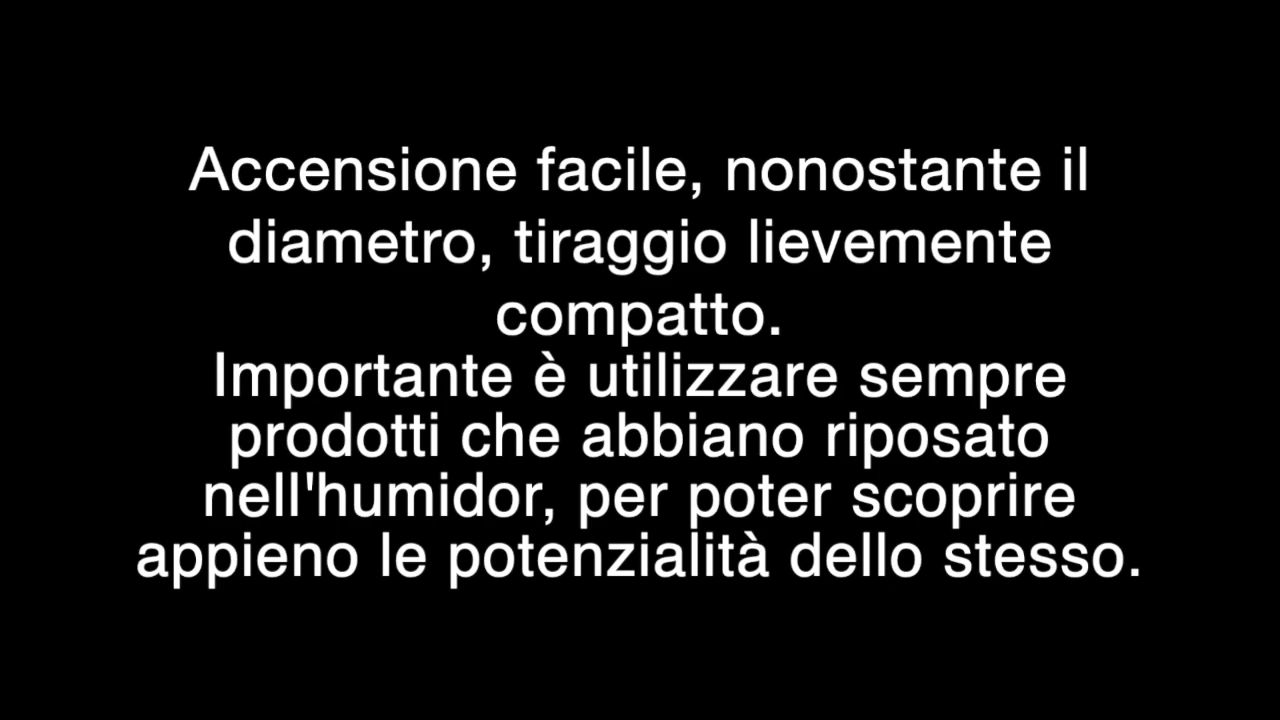 Accensione facile, nonostante il
diametro, tiraggio lievemente
compatto.
Importante è utilizzare sempre
prodotti che abbiano riposato
nell'humidor, per poter scoprire
appieno le potenzialità dello stesso.